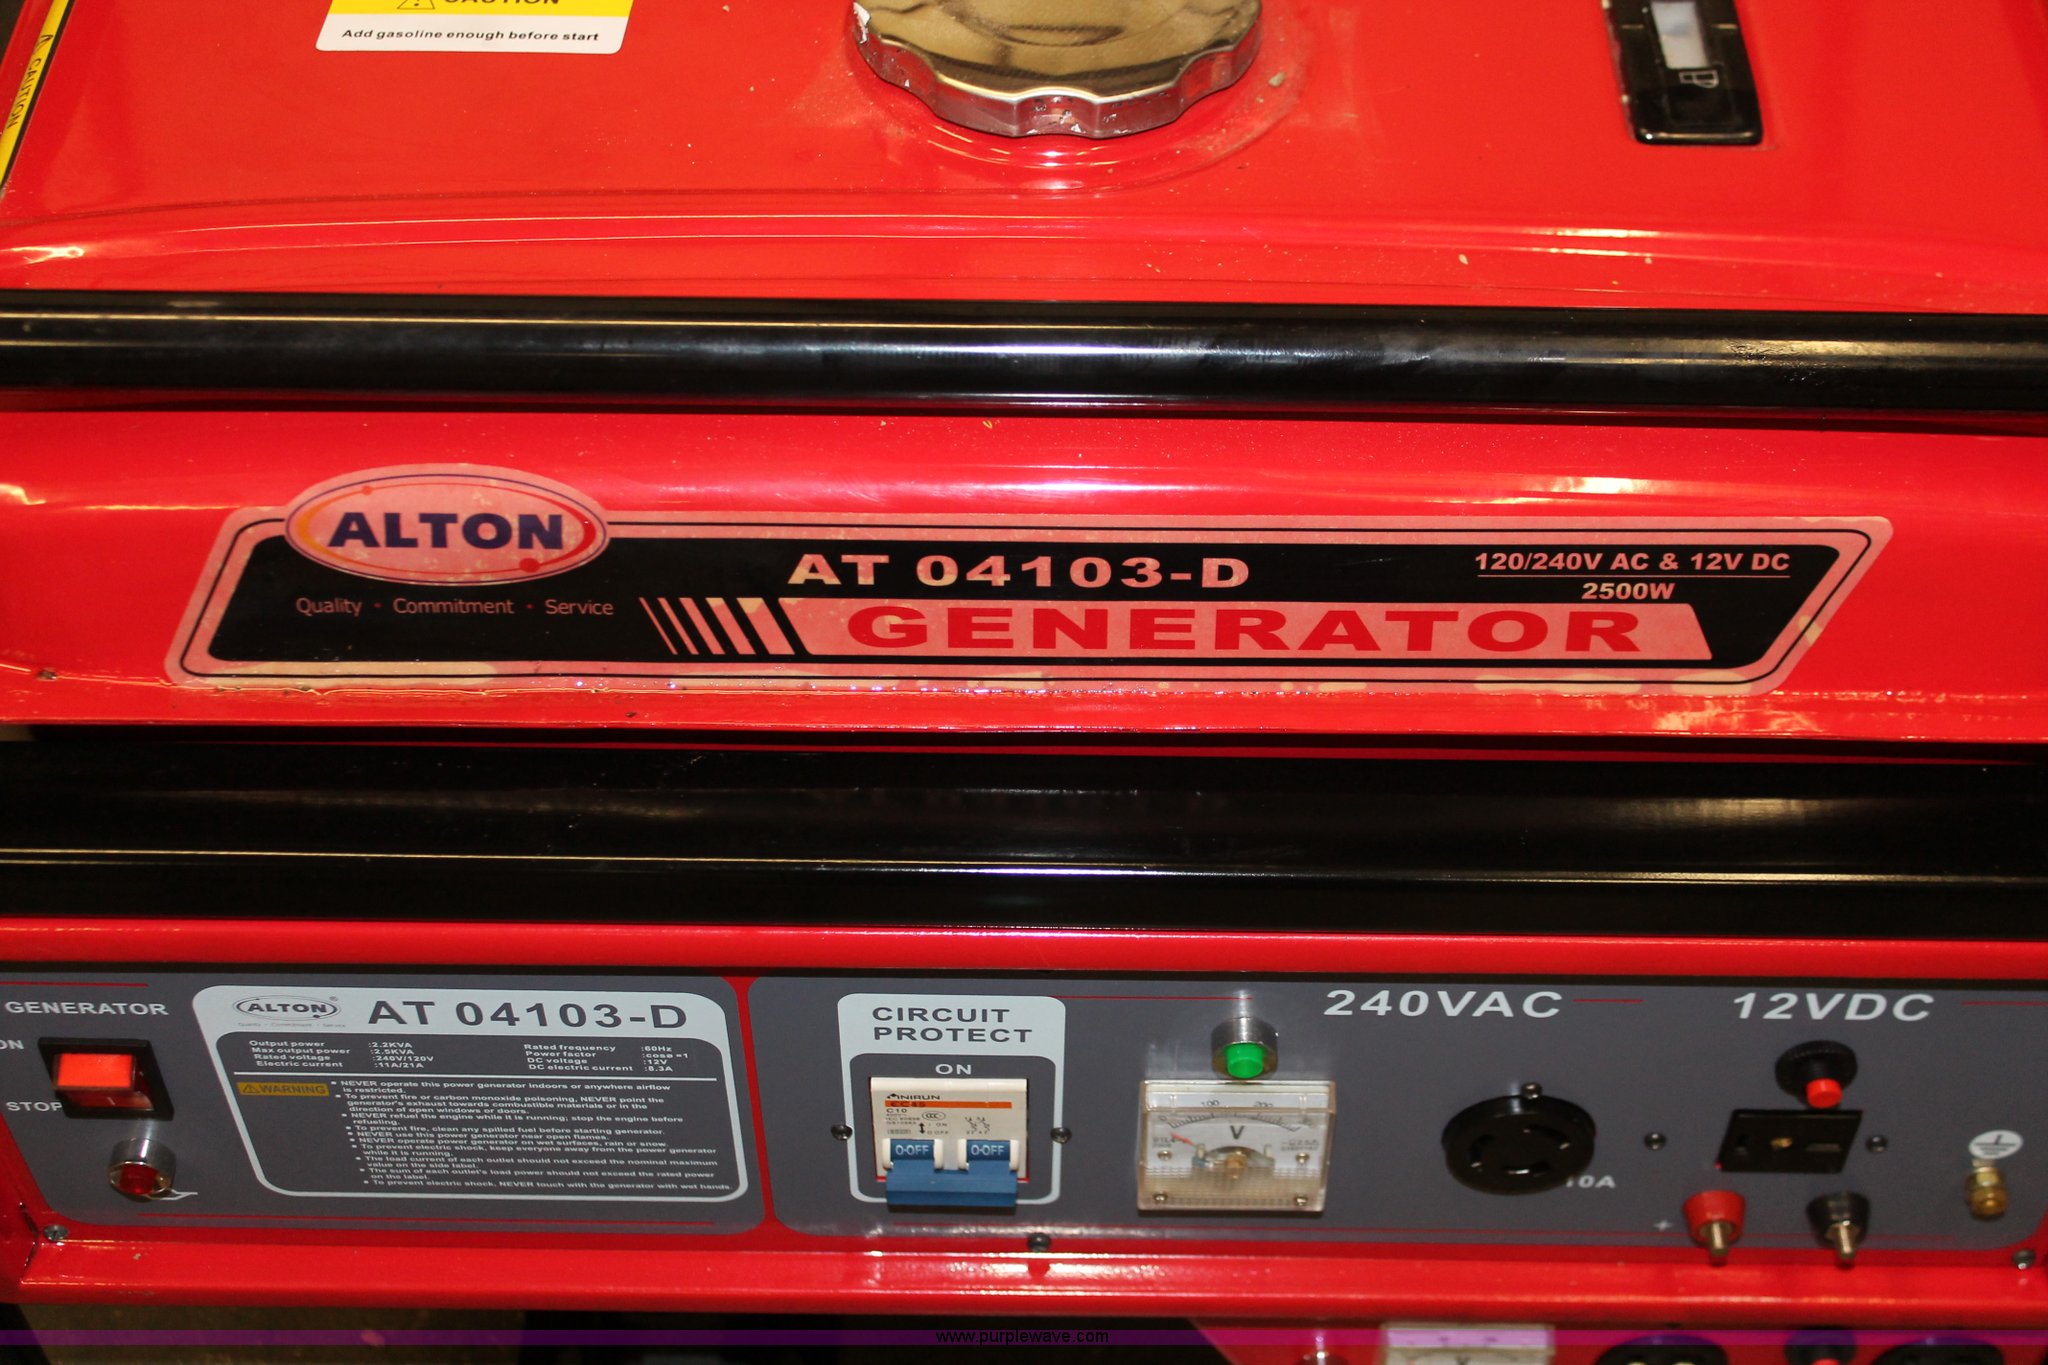 CAUTION
Add gasoline enough before start
CAUTION
ALTON
Quality · Commitment · Service
AT 04103-D
GENERATOR
120/240V AC & 12V DC
2500W
GENERATOR
ON
STOP
ALTON®
Quality · Commitment · Service
AT 04103-D
Output power :2.2KVA
Max output power :2.5KVA
Rated voltage :240V/120V
Electric current :11A/21A
Rated frequency :60Hz
Power factor :cosø =1
DC voltage :12V
DC electric current :8.3A
WARNING
• NEVER operate this power generator indoors or anywhere airflow
is restricted.
• To prevent fire or carbon monoxide poisoning, NEVER point the
generator's exhaust towards combustible materials or in the
direction of open windows or doors.
• NEVER refuel the engine while it is running; stop the engine before
refueling.
• To prevent fire, clean any spilled fuel before starting generator.
• NEVER use this power generator near open flames.
• NEVER operate power generator on wet surfaces, rain or snow.
• To prevent electric shock, keep everyone away from the power generator
while it is running.
• The load current of each outlet should not exceed the nominal maximum
value on the side label.
• The sum of each outlet's load power should not exceed the rated power
on the label.
• To prevent electric shock, NEVER touch with the generator with wet hands.
CIRCUIT
PROTECT
ON
C10
O-OFF O-OFF
V
240VAC
10A
12VDC
+
www.purplewave.com